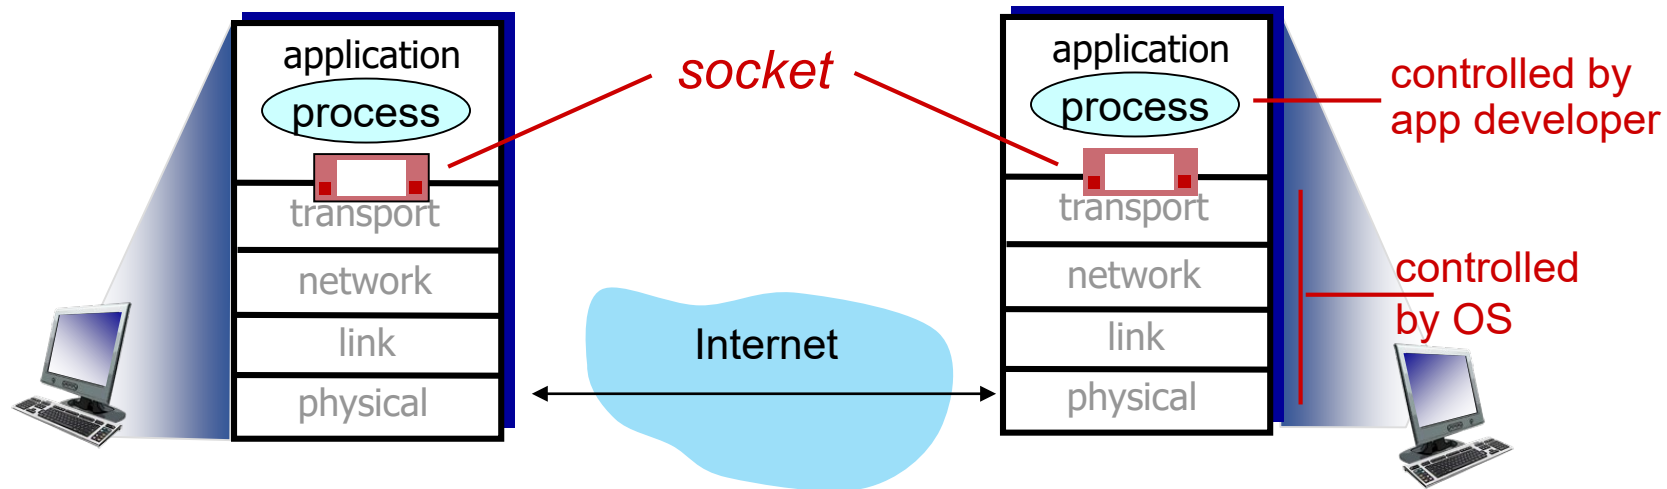 application
process
transport
network
link
physical
socket
Internet
application
process
transport
network
link
physical
controlled by
app developer
controlled
by OS